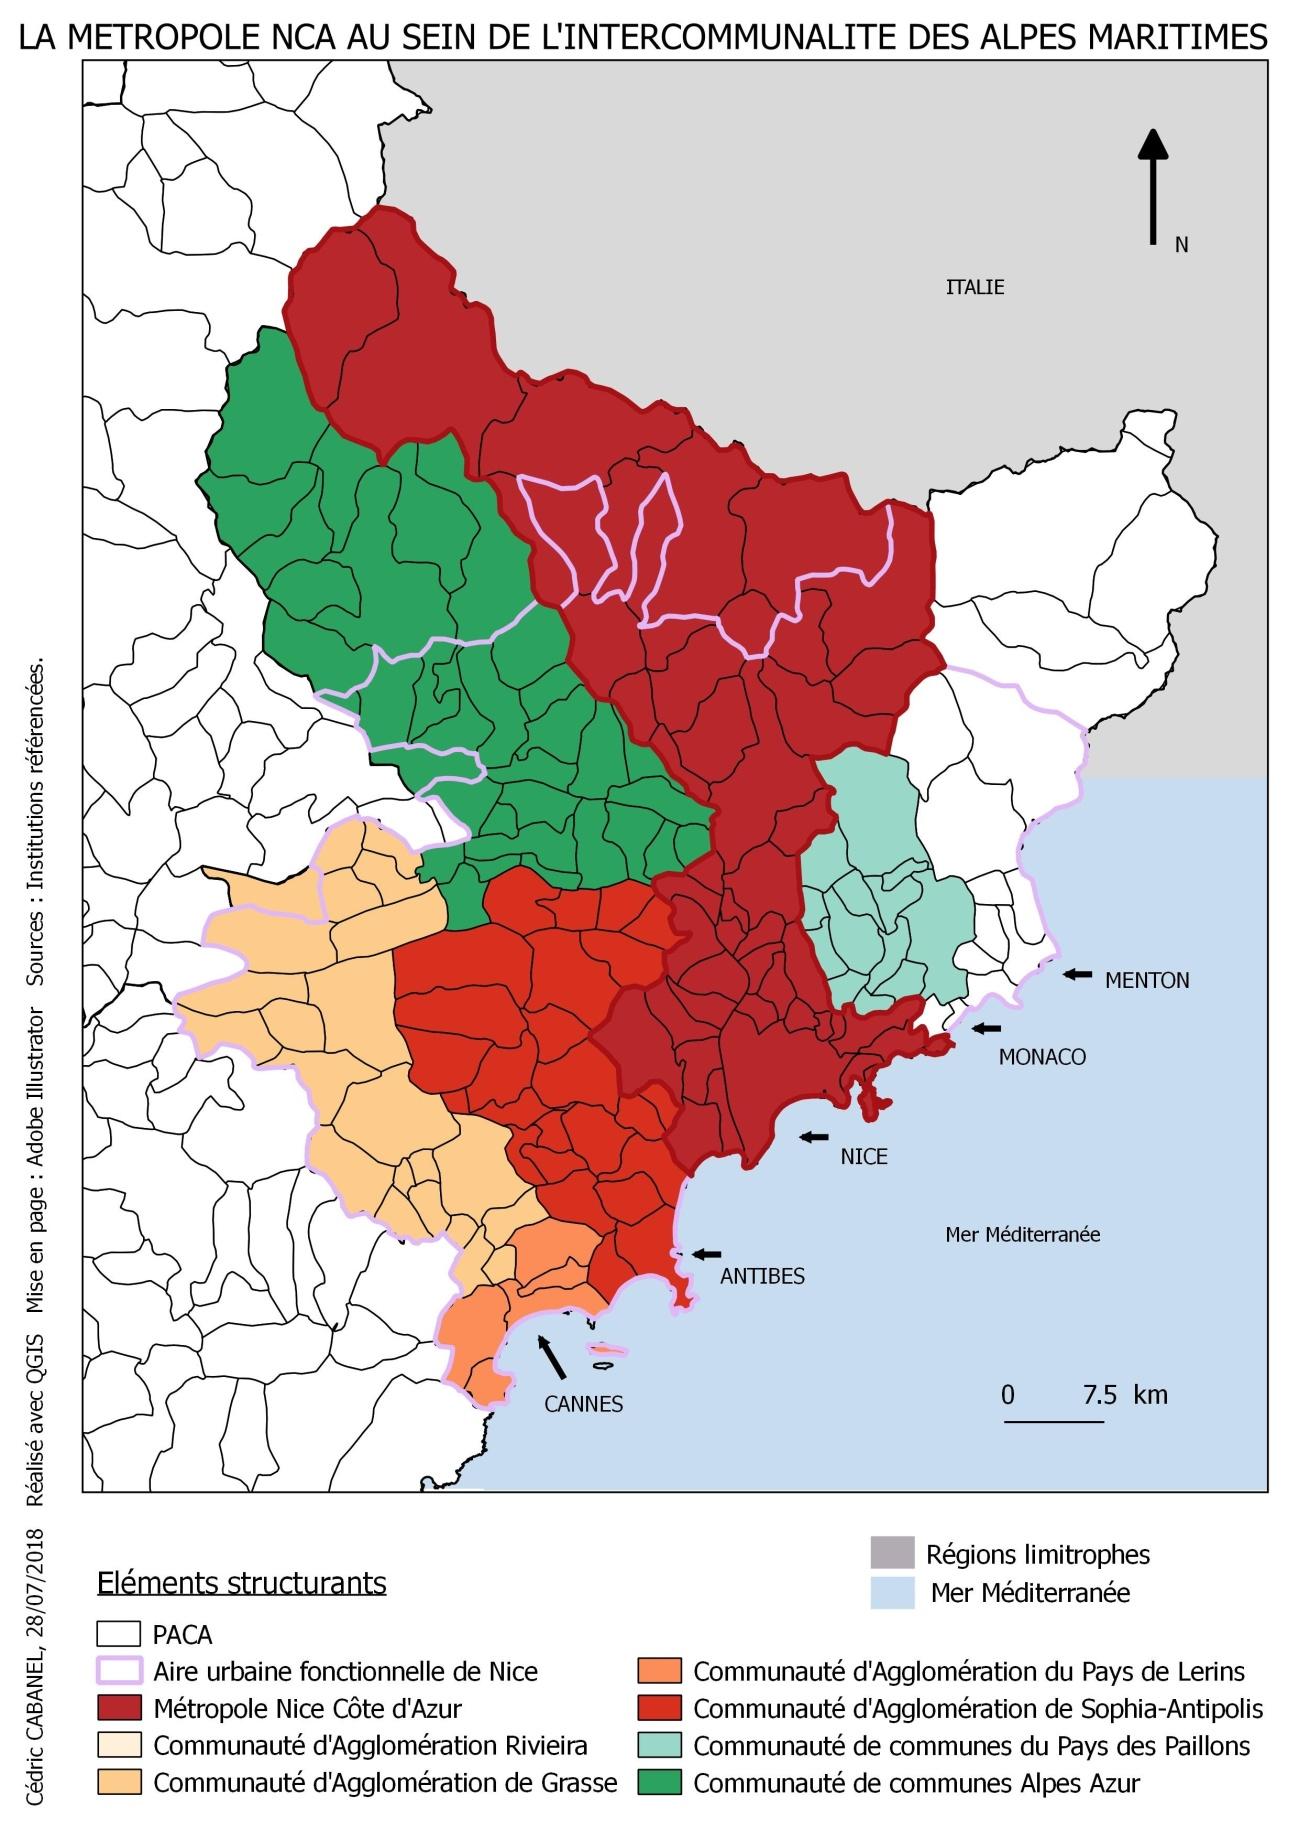 LA METROPOLE NCA AU SEIN DE L'INTERCOMMUNALITE DES ALPES MARITIMES
N
ITALIE
MENTON
MONACO
NICE
Mer Méditerranée
ANTIBES
CANNES
0 7.5 km
Cédric CABANEL, 28/07/2018 Réalisé avec QGIS Mise en page : Adobe Illustrator Sources : Institutions référencées.
Régions limitrophes
Mer Méditerranée
Eléments structurants
PACA
Aire urbaine fonctionnelle de Nice
Métropole Nice Côte d'Azur
Communauté d'Agglomération Rivieira
Communauté d'Agglomération de Grasse
Communauté d'Agglomération du Pays de Lerins
Communauté d'Agglomération de Sophia-Antipolis
Communauté de communes du Pays des Paillons
Communauté de communes Alpes Azur